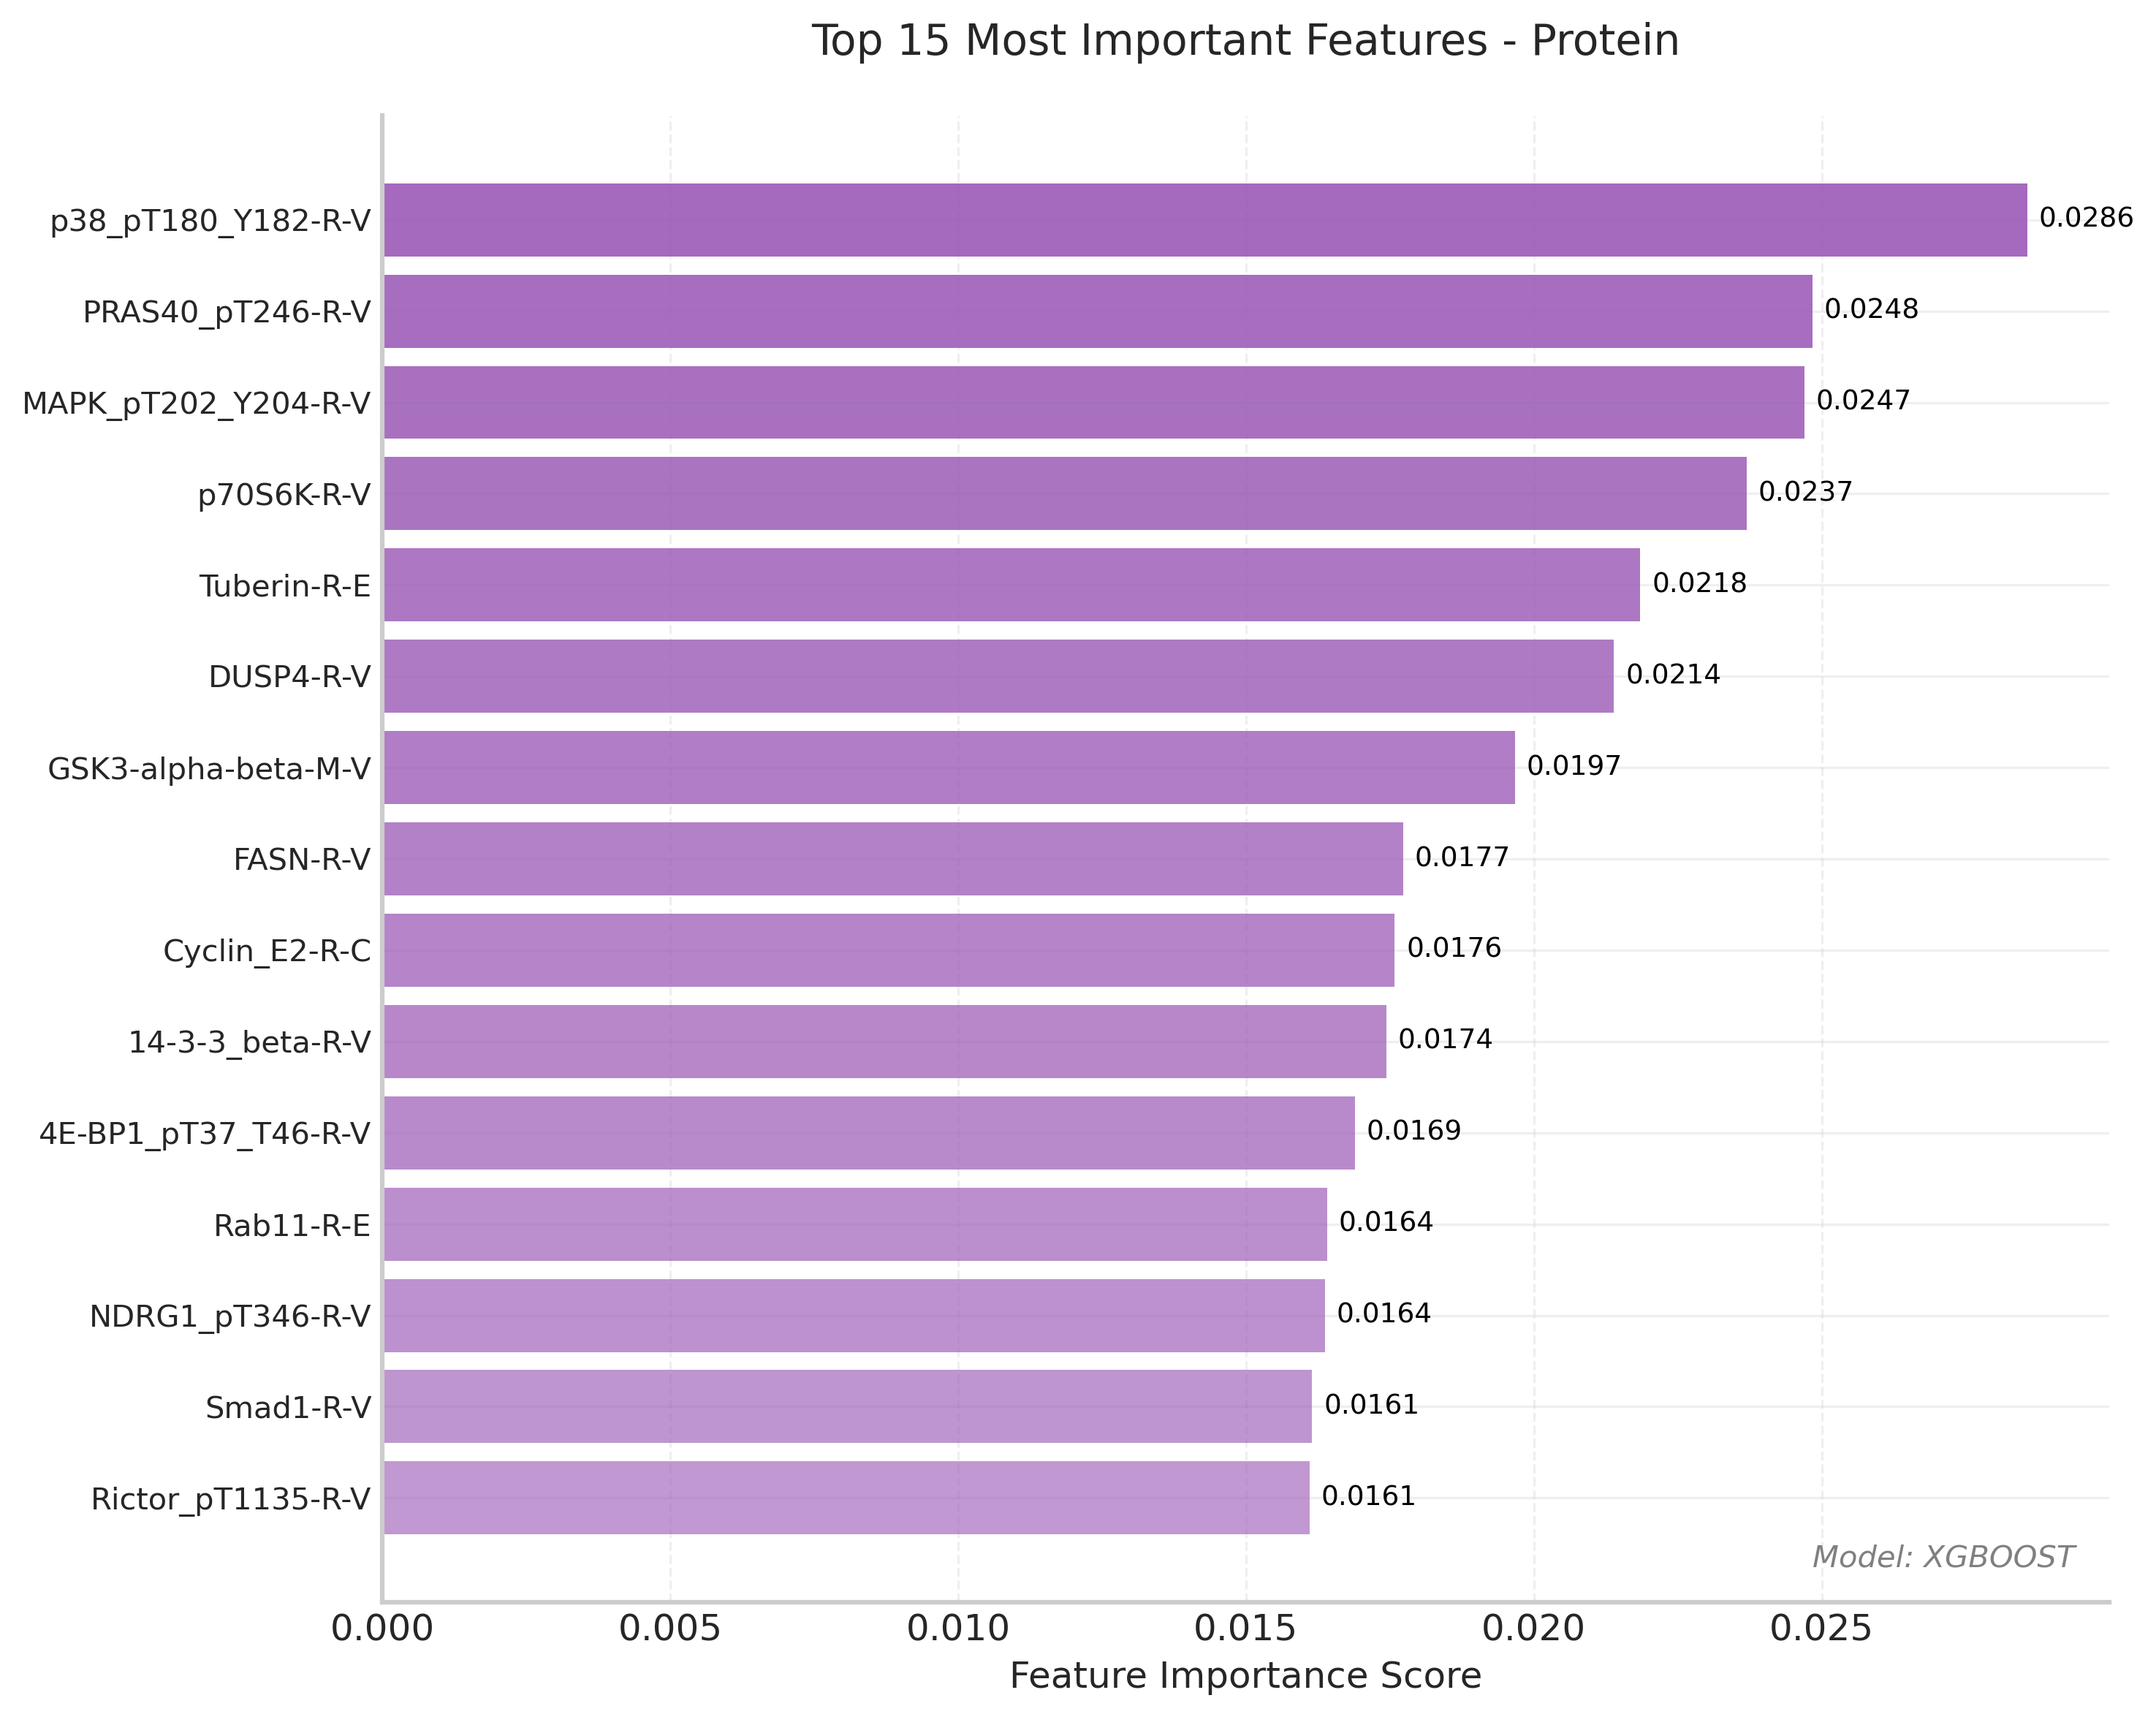 Top 15 Most Important Features - Protein
p38_pT180_Y182-R-V 0.0286
PRAS40_pT246-R-V 0.0248
MAPK_pT202_Y204-R-V 0.0247
p70S6K-R-V 0.0237
Tuberin-R-E 0.0218
DUSP4-R-V 0.0214
GSK3-alpha-beta-M-V 0.0197
FASN-R-V 0.0177
Cyclin_E2-R-C 0.0176
14-3-3_beta-R-V 0.0174
4E-BP1_pT37_T46-R-V 0.0169
Rab11-R-E 0.0164
NDRG1_pT346-R-V 0.0164
Smad1-R-V 0.0161
Rictor_pT1135-R-V 0.0161
Model: XGBOOST
0.000 0.005 0.010 0.015 0.020 0.025
Feature Importance Score